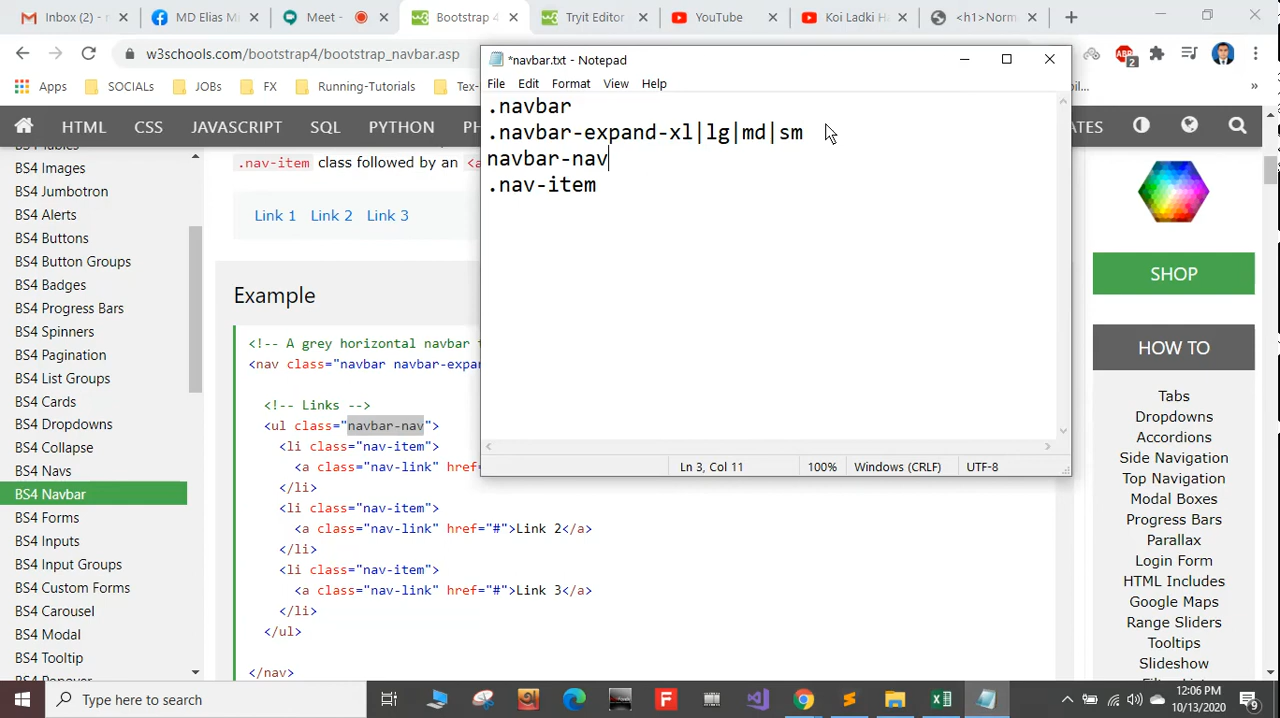 Inbox (2) -
MD Elias M
Meet -
Bootstrap 4
Tryit Editor
YouTube
Koi Ladki H
<h1>Norm
w3schools.com/bootstrap4/bootstrap_navbar.asp
2
Apps
SOCIALs
JOBs
FX
Running-Tutorials
Tex-
*navbar.txt - Notepad
File Edit Format View Help
.navbar
.navbar-expand-xl|lg|md|sm
navbar-nav
.nav-item
Ln 3, Col 11
100%
Windows (CRLF)
UTF-8
HTML
CSS
JAVASCRIPT
SQL
PYTHON
ATES
BS4 Images
BS4 Jumbotron
BS4 Alerts
BS4 Buttons
BS4 Button Groups
BS4 Badges
BS4 Progress Bars
BS4 Spinners
BS4 Pagination
BS4 List Groups
BS4 Cards
BS4 Dropdowns
BS4 Collapse
BS4 Navs
BS4 Navbar
BS4 Forms
BS4 Inputs
BS4 Input Groups
BS4 Custom Forms
BS4 Carousel
BS4 Modal
BS4 Tooltip
.nav-item class followed by an <a
Link 1 Link 2 Link 3
Example
<!-- A grey horizontal navbar
<nav class="navbar navbar-expan
<!-- Links -->
<ul class="navbar-nav">
<li class="nav-item">
<a class="nav-link" href=
</li>
<li class="nav-item">
<a class="nav-link" href="#">Link 2</a>
</li>
<li class="nav-item">
<a class="nav-link" href="#">Link 3</a>
</li>
</ul>
</nav>
SHOP
HOW TO
Tabs
Dropdowns
Accordions
Side Navigation
Top Navigation
Modal Boxes
Progress Bars
Parallax
Login Form
HTML Includes
Google Maps
Range Sliders
Tooltips
Slideshow
Type here to search
12:06 PM
10/13/2020
9